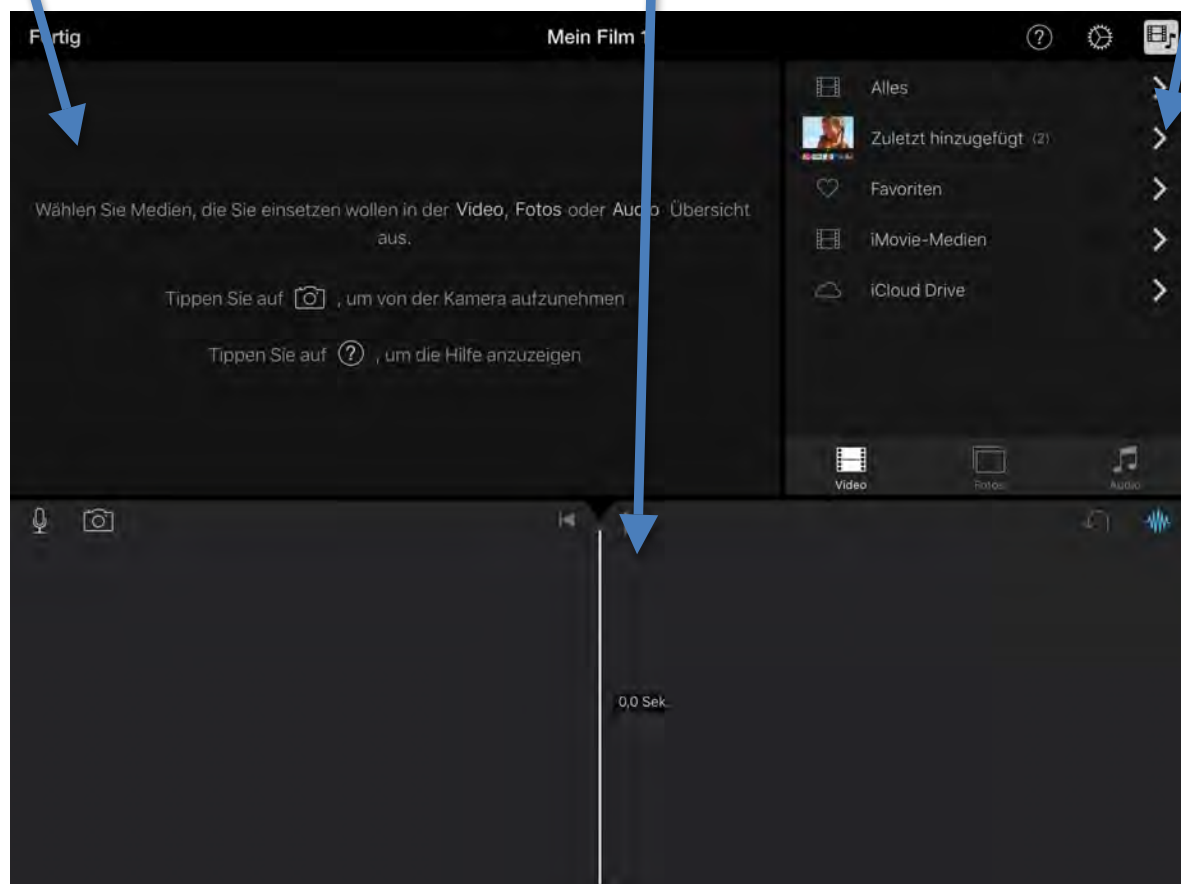 Fertig
Mein Film 1
Wählen Sie Medien, die Sie einsetzen wollen in der Video, Fotos oder Audio Übersicht
aus.
Tippen Sie auf , um von der Kamera aufzunehmen
Tippen Sie auf ? , um die Hilfe anzuzeigen
?
Alles
Zuletzt hinzugefügt (2)
Favoriten
iMovie-Medien
iCloud Drive
Video
Fotos
Audio
0,0 Sek.